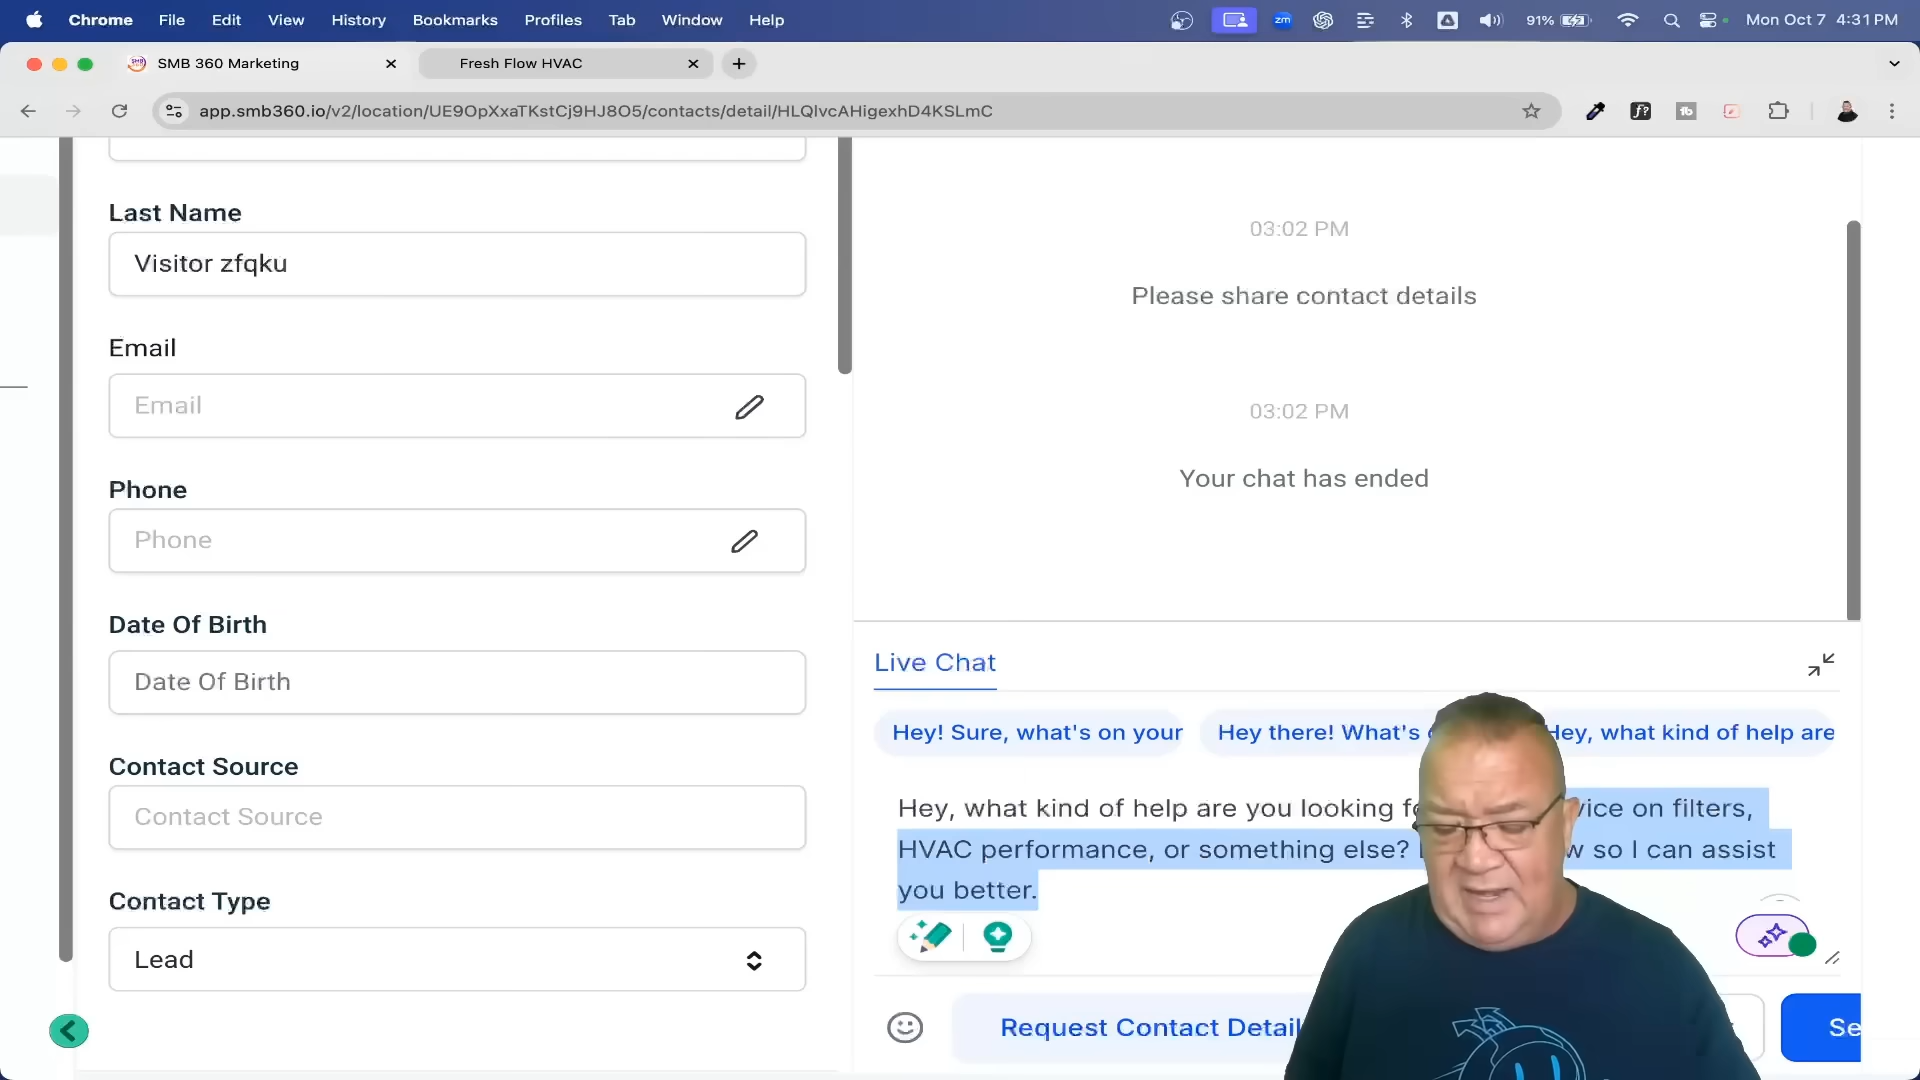 Chrome File Edit View History Bookmarks Profiles Tab Window Help zm 91% Mon Oct 7 4:31 PM
SMB 360 Marketing Fresh Flow HVAC
app.smb360.io/v2/location/UE9OpXxaTKstCj9HJ8O5/contacts/detail/HLQlvcAHigexhD4KSLmC
Last Name
Visitor zfqku
Email
Email
Phone
Phone
Date Of Birth
Date Of Birth
Contact Source
Contact Source
Contact Type
Lead
03:02 PM
Please share contact details
03:02 PM
Your chat has ended
Live Chat
Hey! Sure, what's on your Hey there! What's Hey, what kind of help are
Hey, what kind of help are you looking on filters,
HVAC performance, or something else? so I can assist
you better.
Request Contact Detail